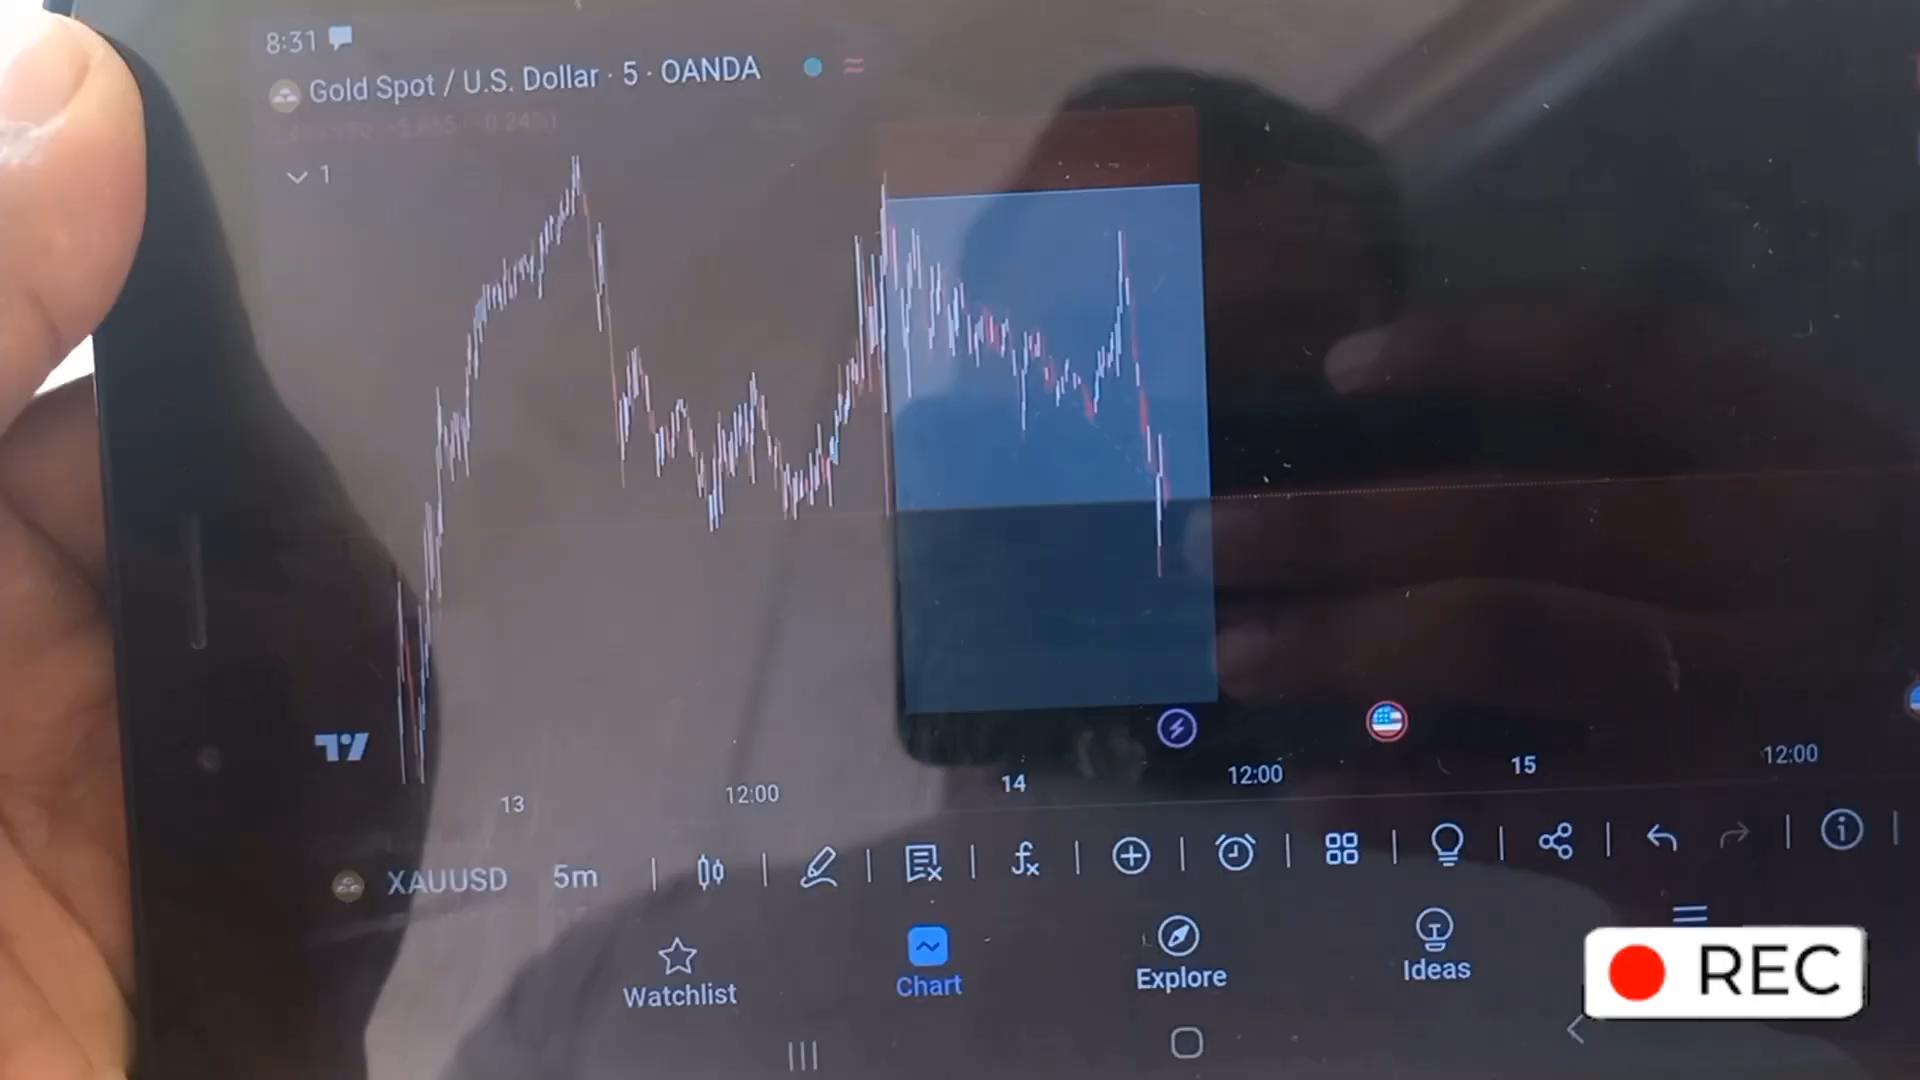 8:31
Gold Spot / U.S. Dollar · 5 · OANDA
1
13
12:00
14
12:00
15
12:00
XAUUSD 5m
Watchlist
Chart
Explore
Ideas
REC